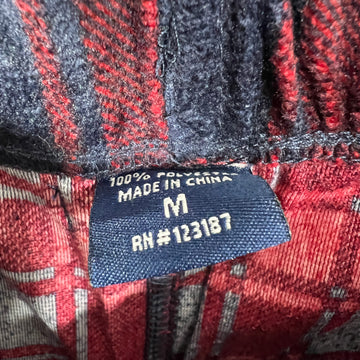 100% POLYESTER
MADE IN CHINA
M
RN#123187